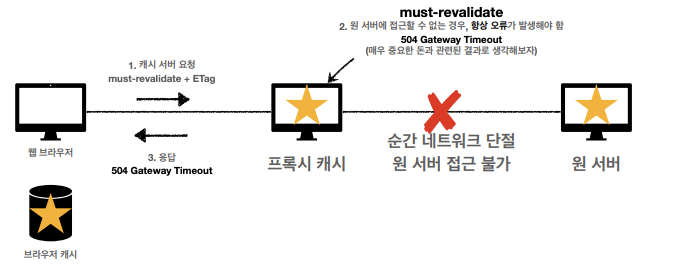 must-revalidate
2. 원 서버에 접근할 수 없는 경우, 항상 오류가 발생해야 함
504 Gateway Timeout
(매우 중요한 돈과 관련된 결과로 생각해보자)
1. 캐시 서버 요청
must-revalidate + ETag
웹 브라우저
3. 응답
504 Gateway Timeout
프록시 캐시
순간 네트워크 단절
원 서버 접근 불가
원 서버
브라우저 캐시